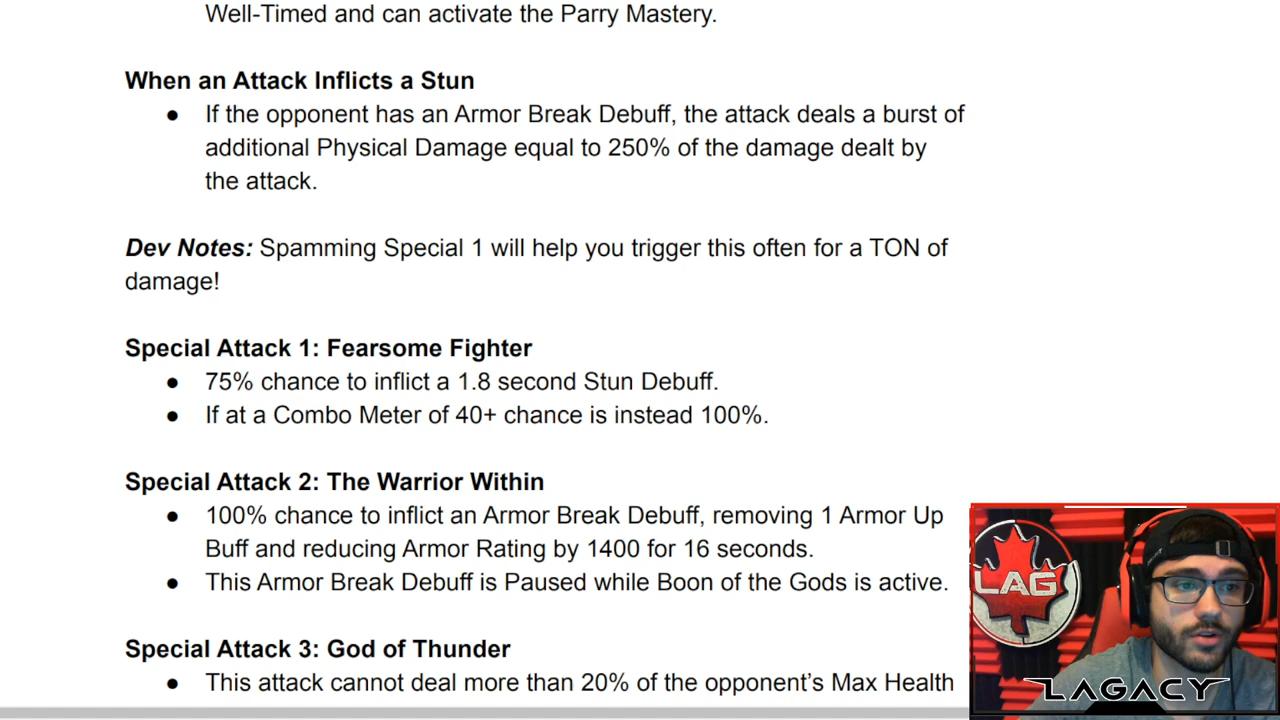 Well-Timed and can activate the Parry Mastery.
When an Attack Inflicts a Stun
● If the opponent has an Armor Break Debuff, the attack deals a burst of
additional Physical Damage equal to 250% of the damage dealt by
the attack.
Dev Notes: Spamming Special 1 will help you trigger this often for a TON of
damage!
Special Attack 1: Fearsome Fighter
● 75% chance to inflict a 1.8 second Stun Debuff.
● If at a Combo Meter of 40+ chance is instead 100%.
Special Attack 2: The Warrior Within
● 100% chance to inflict an Armor Break Debuff, removing 1 Armor Up
Buff and reducing Armor Rating by 1400 for 16 seconds.
● This Armor Break Debuff is Paused while Boon of the Gods is active.
Special Attack 3: God of Thunder
● This attack cannot deal more than 20% of the opponent's Max Health
LAG
LAGACY